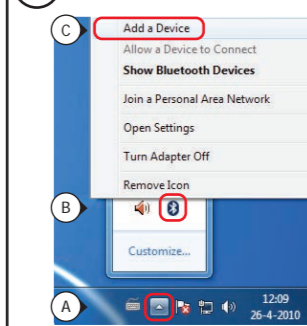 C
Add a Device
Allow a Device to Connect
Show Bluetooth Devices
Join a Personal Area Network
Open Settings
Turn Adapter Off
Remove Icon
B
Customize...
A
12:09
26-4-2010